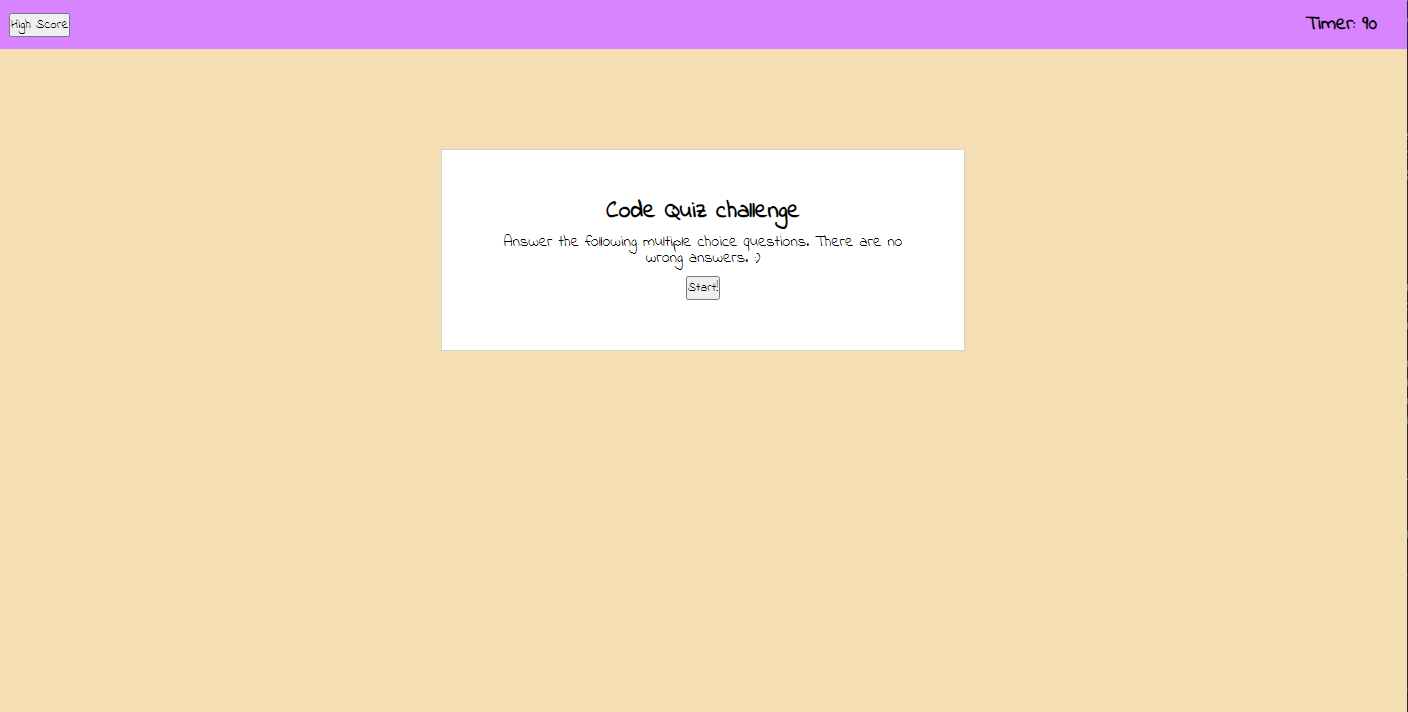 High Score
Timer: 90
Code Quiz challenge
Answer the following multiple choice questions. There are no
wrong answers. :)
Start!